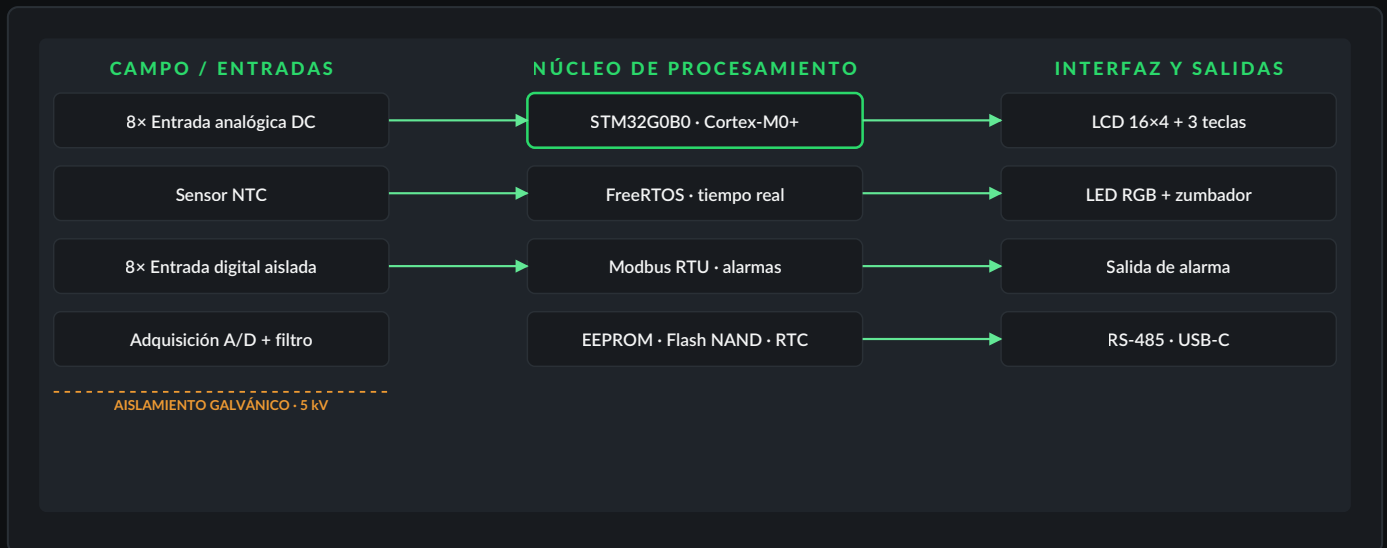 CAMPO / ENTRADAS
8× Entrada analógica DC
Sensor NTC
8× Entrada digital aislada
Adquisición A/D + filtro
AISLAMIENTO GALVÁNICO · 5 kV
NÚCLEO DE PROCESAMIENTO
STM32G0B0 · Cortex-M0+
FreeRTOS · tiempo real
Modbus RTU · alarmas
EEPROM · Flash NAND · RTC
INTERFAZ Y SALIDAS
LCD 16×4 + 3 teclas
LED RGB + zumbador
Salida de alarma
RS-485 · USB-C